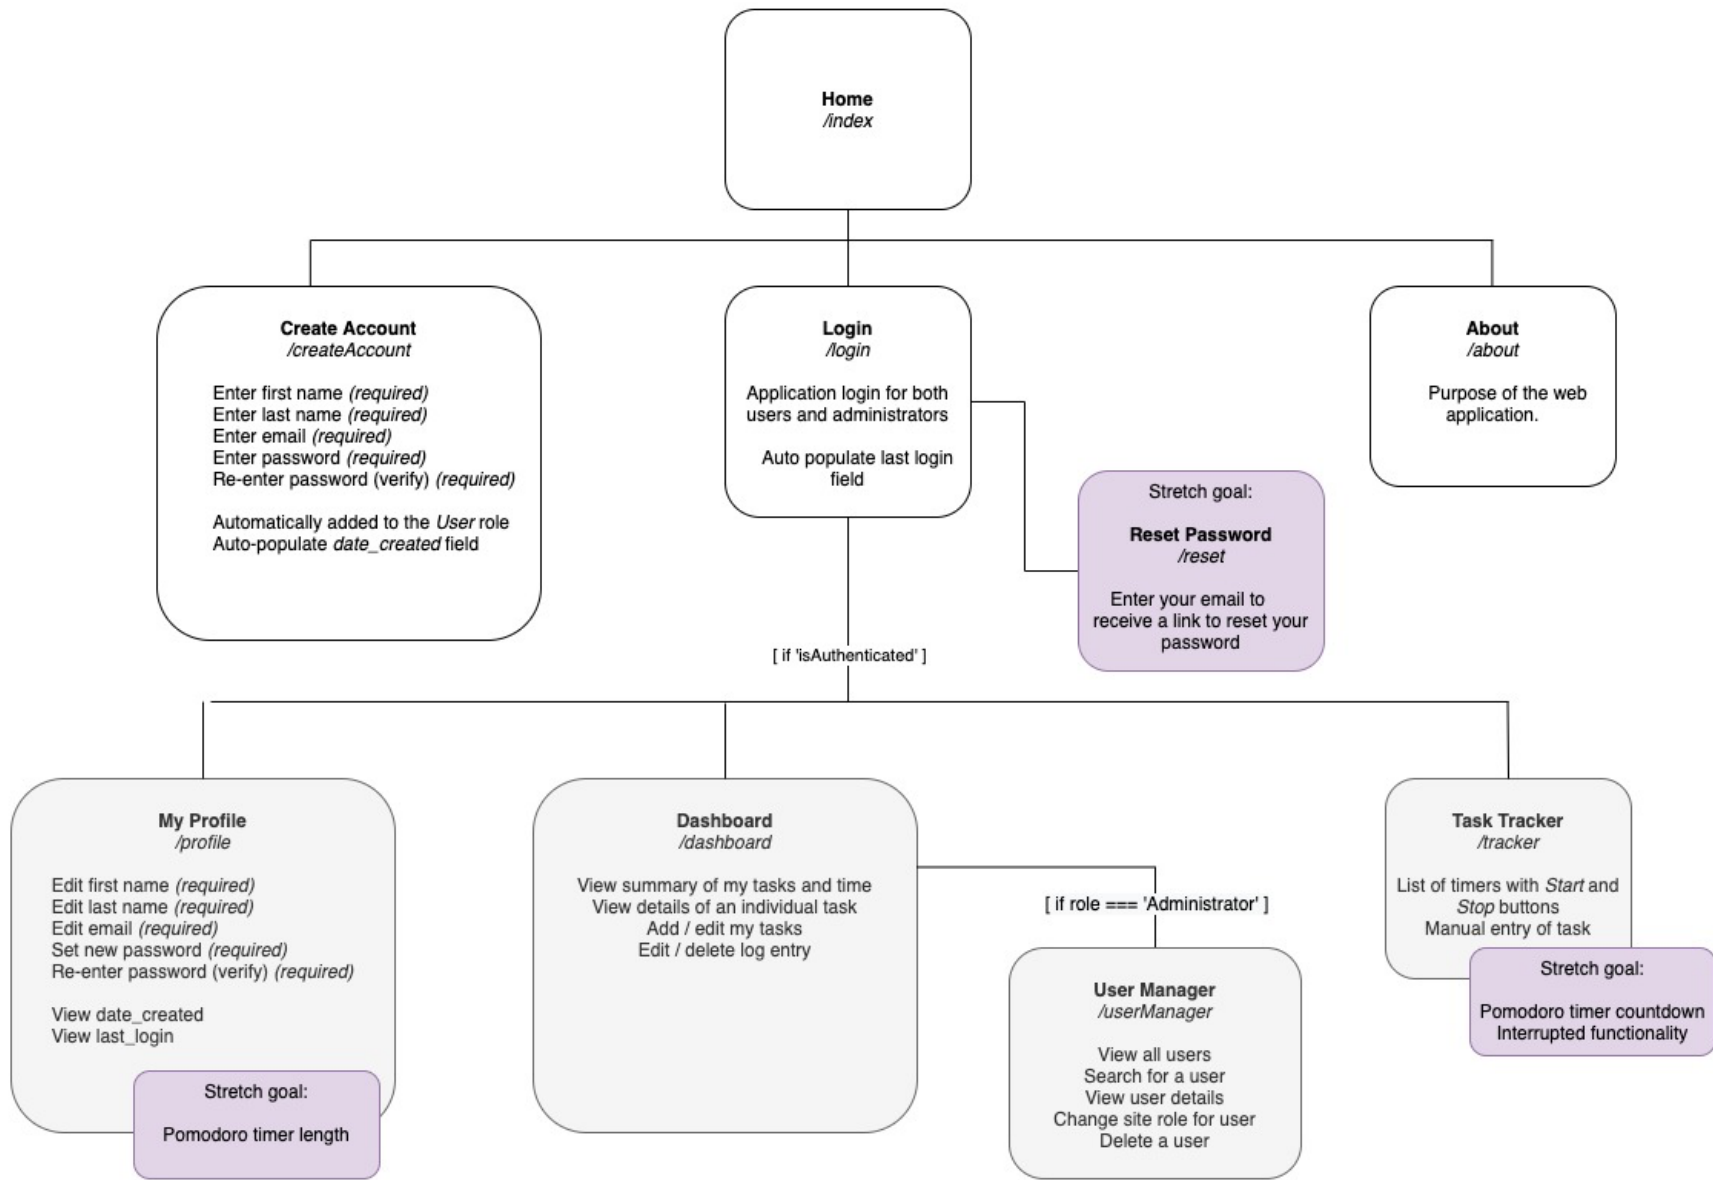 Home
/index
Create Account
/createAccount
Enter first name (required)
Enter last name (required)
Enter email (required)
Enter password (required)
Re-enter password (verify) (required)
Automatically added to the User role
Auto-populate date_created field
Login
/login
Application login for both
users and administrators
Auto populate last login
field
About
/about
Purpose of the web
application.
Stretch goal:
Reset Password
/reset
Enter your email to
receive a link to reset your
password
[ if 'isAuthenticated' ]
My Profile
/profile
Edit first name (required)
Edit last name (required)
Edit email (required)
Set new password (required)
Re-enter password (verify) (required)
View date_created
View last_login
Stretch goal:
Pomodoro timer length
Dashboard
/dashboard
View summary of my tasks and time
View details of an individual task
Add / edit my tasks
Edit / delete log entry
[ if role === 'Administrator' ]
User Manager
/userManager
View all users
Search for a user
View user details
Change site role for user
Delete a user
Task Tracker
/tracker
List of timers with Start and
Stop buttons
Manual entry of task
Stretch goal:
Pomodoro timer countdown
Interrupted functionality